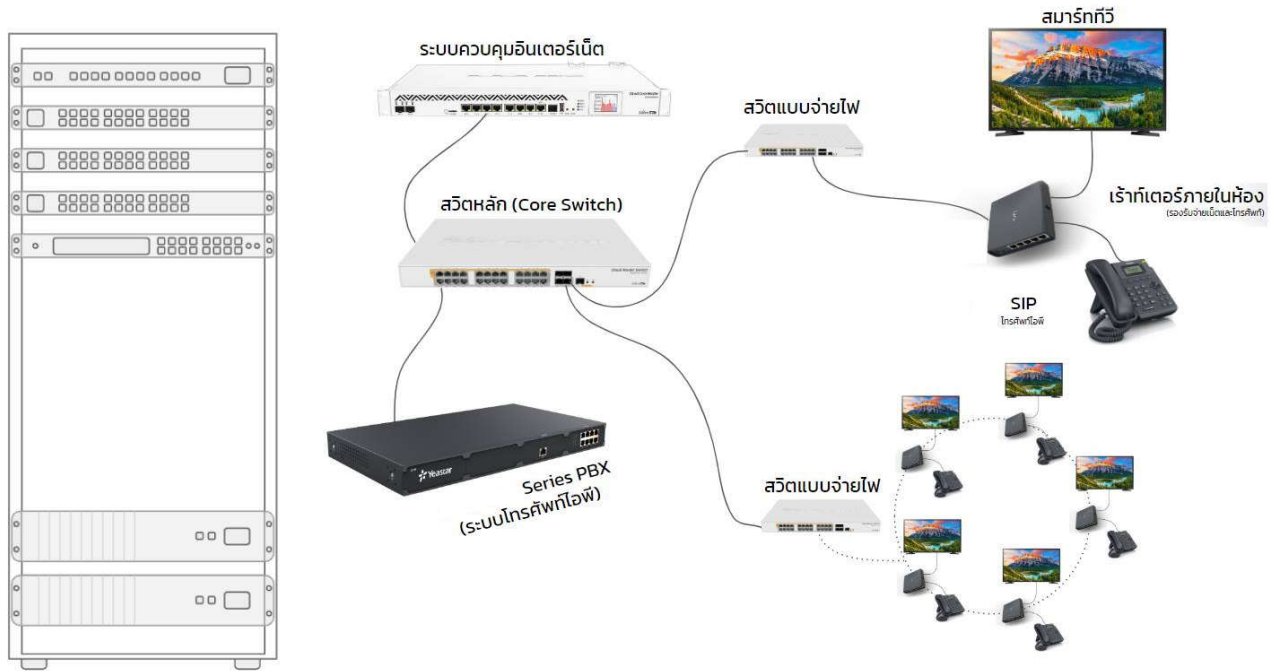 สมาร์ททีวี
ระบบควบคุมอินเตอร์เน็ต
สวิตแบบจ่ายไฟ
สวิตหลัก (Core Switch)
เร้าท์เตอร์ภายในห้อง
(รองรับจ่ายเน็ตและโทรศัพท์)
SIP
โทรศัพท์ไอพี
Yeastar
Series PBX
(ระบบโทรศัพท์ไอพี)
สวิตแบบจ่ายไฟ